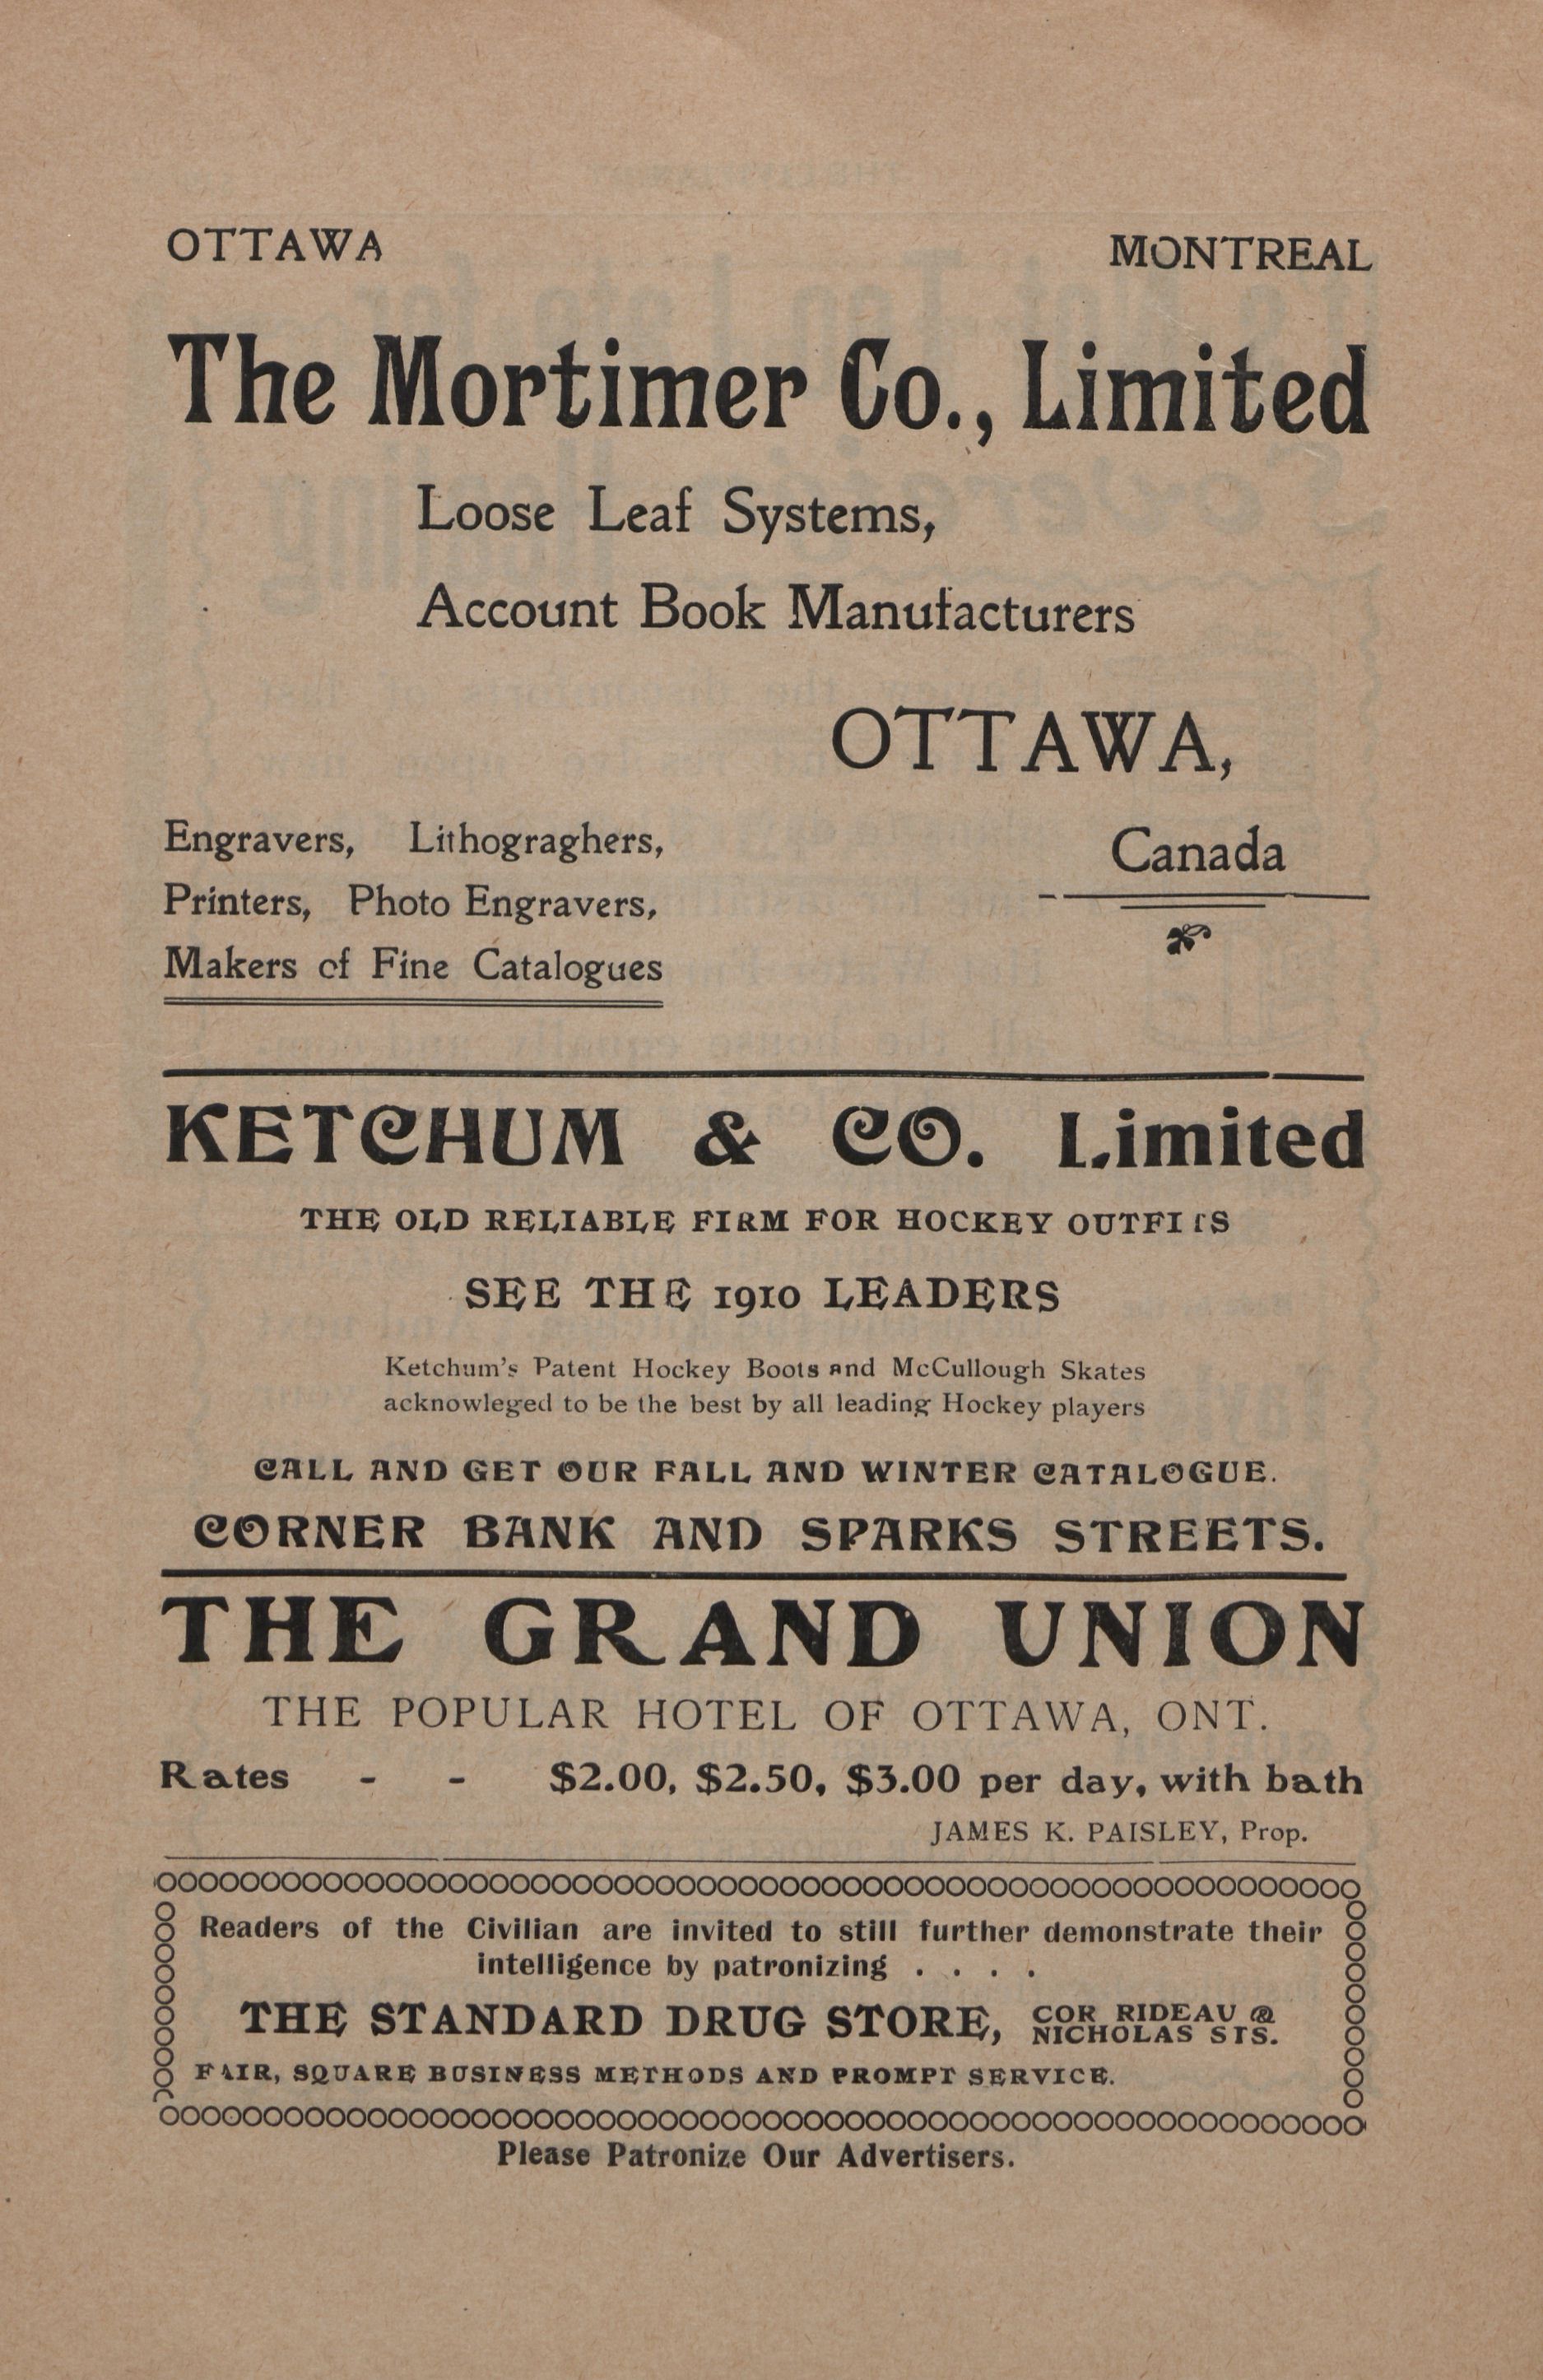 OTTAWA MONTREAL
The Mortimer Co., Limited
Loose Leaf Systems,
Account Book Manufacturers
OTTAWA,
Canada
Engravers, Lithograghers,
Printers, Photo Engravers,
Makers of Fine Catalogues
KETCHUM & CO. Limited
THE OLD RELIABLE FIRM FOR HOCKEY OUTFITS
SEE THE 1910 LEADERS
Ketchum's Patent Hockey Boots and McCullough Skates
acknowleged to be the best by all leading Hockey players
CALL AND GET OUR FALL AND WINTER CATALOGUE.
CORNER BANK AND SPARKS STREETS.
THE GRAND UNION
THE POPULAR HOTEL OF OTTAWA, ONT.
Rates - - $2.00, $2.50, $3.00 per day, with bath
JAMES K. PAISLEY, Prop.
Readers of the Civilian are invited to still further demonstrate their
intelligence by patronizing . . . .
THE STANDARD DRUG STORE, COR RIDEAU &
NICHOLAS STS.
FAIR, SQUARE BUSINESS METHODS AND PROMPT SERVICE.
Please Patronize Our Advertisers.